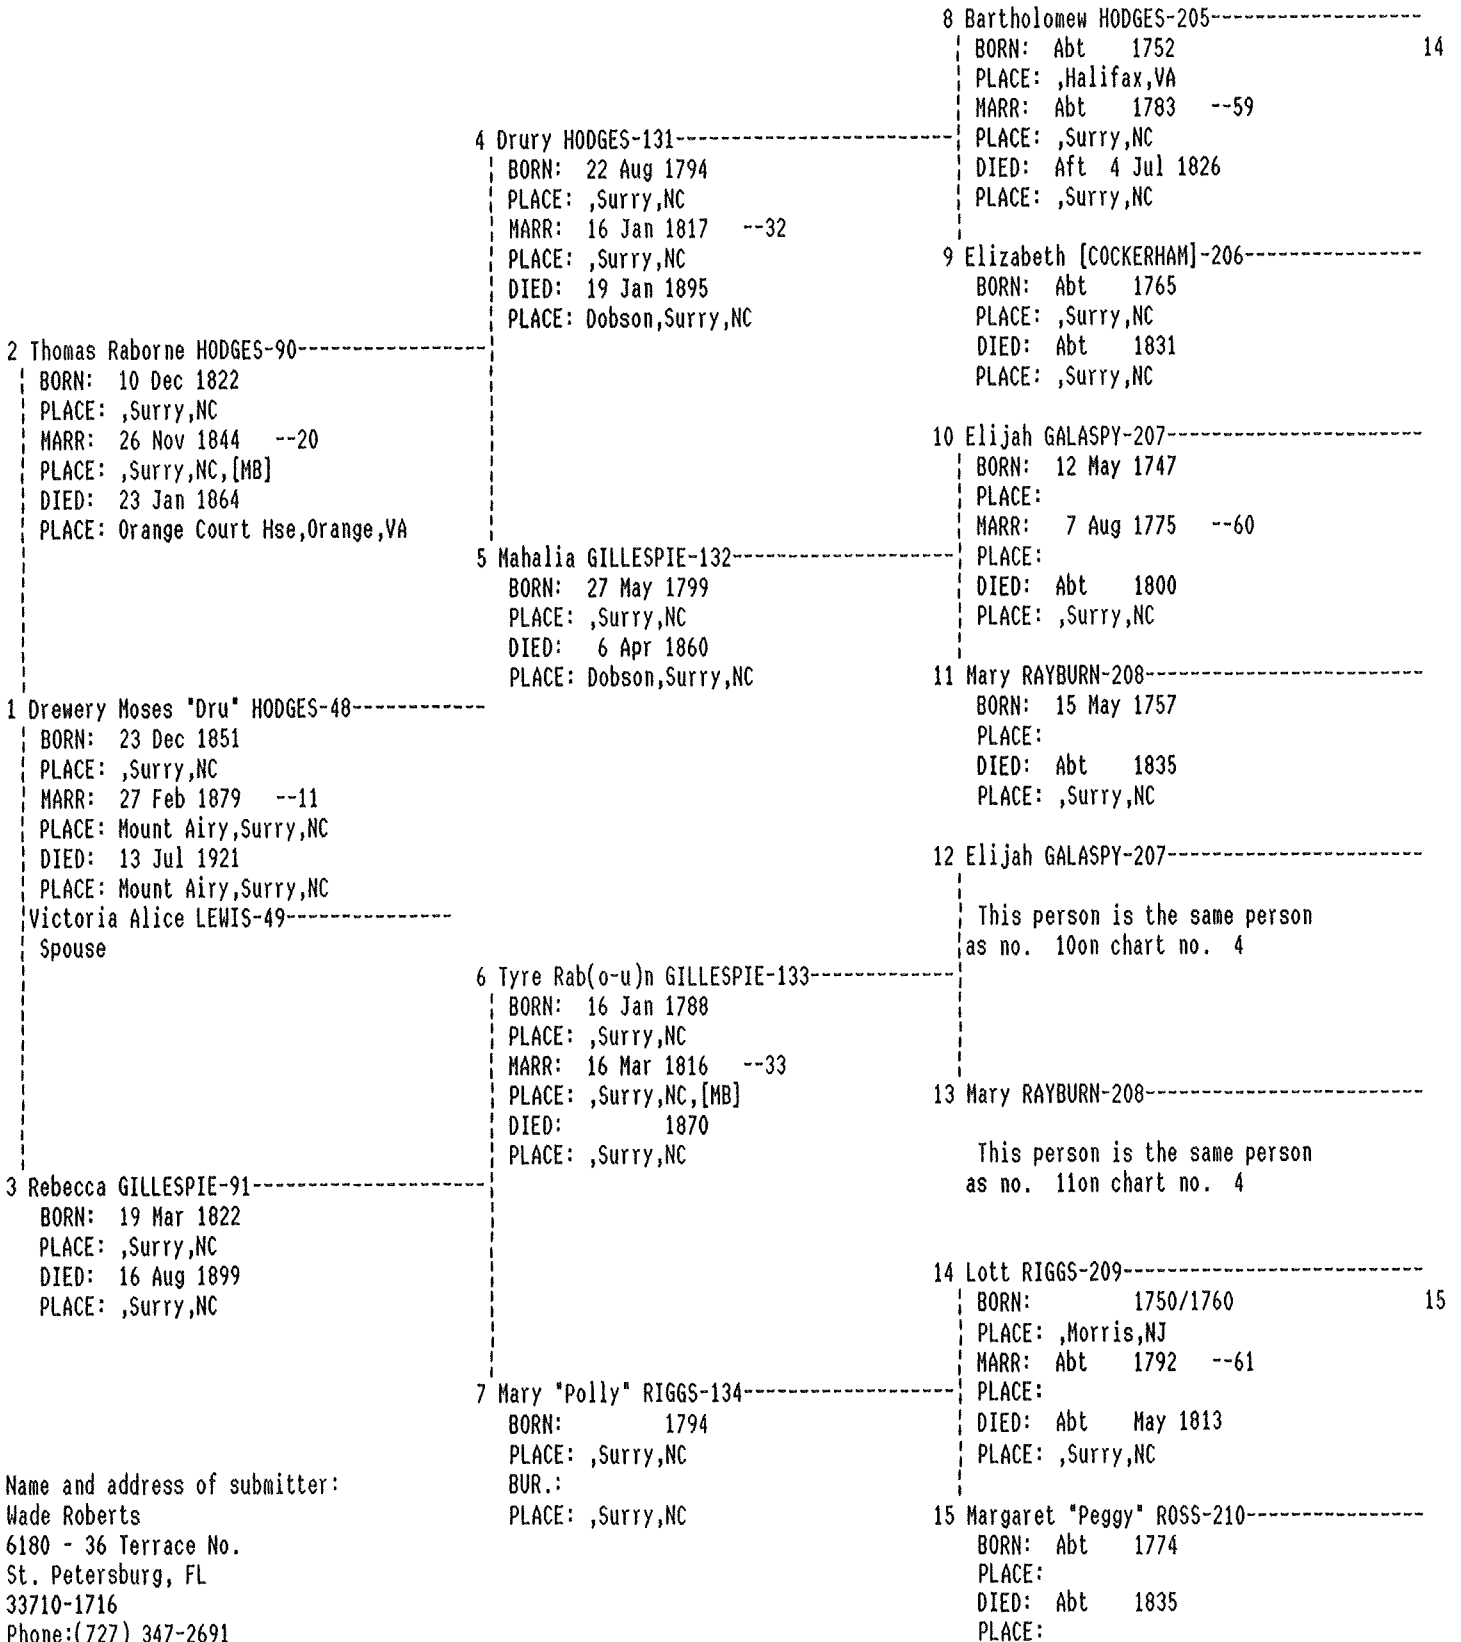 8 Bartholomew HODGES-205-------------------
BORN: Abt 1752 14
PLACE: ,Halifax,VA
MARR: Abt 1783 --59
PLACE: ,Surry,NC
DIED: Aft 4 Jul 1826
PLACE: ,Surry,NC
4 Drury HODGES-131-------------------------
BORN: 22 Aug 1794
PLACE: ,Surry,NC
MARR: 16 Jan 1817 --32
PLACE: ,Surry,NC
DIED: 19 Jan 1895
PLACE: Dobson,Surry,NC
9 Elizabeth [COCKERHAM]-206----------------
BORN: Abt 1765
PLACE: ,Surry,NC
DIED: Abt 1831
PLACE: ,Surry,NC
2 Thomas Raborne HODGES-90-----------------
BORN: 10 Dec 1822
PLACE: ,Surry,NC
MARR: 26 Nov 1844 --20
PLACE: ,Surry,NC,[MB]
DIED: 23 Jan 1864
PLACE: Orange Court Hse,Orange,VA
10 Elijah GALASPY-207-----------------------
BORN: 12 May 1747
PLACE:
MARR: 7 Aug 1775 --60
PLACE:
DIED: Abt 1800
PLACE: ,Surry,NC
5 Mahalia GILLESPIE-132--------------------
BORN: 27 May 1799
PLACE: ,Surry,NC
DIED: 6 Apr 1860
PLACE: Dobson,Surry,NC
11 Mary RAYBURN-208-------------------------
BORN: 15 May 1757
PLACE:
DIED: Abt 1835
PLACE: ,Surry,NC
1 Drewery Moses "Dru" HODGES-48------------
BORN: 23 Dec 1851
PLACE: ,Surry,NC
MARR: 27 Feb 1879 --11
PLACE: Mount Airy,Surry,NC
DIED: 13 Jul 1921
PLACE: Mount Airy,Surry,NC
Victoria Alice LEWIS-49---------------
Spouse
12 Elijah GALASPY-207-----------------------
This person is the same person
as no. 10on chart no. 4
6 Tyre Rab(o-u)n GILLESPIE-133-------------
BORN: 16 Jan 1788
PLACE: ,Surry,NC
MARR: 16 Mar 1816 --33
PLACE: ,Surry,NC,[MB]
DIED: 1870
PLACE: ,Surry,NC
13 Mary RAYBURN-208-------------------------
This person is the same person
as no. 11on chart no. 4
3 Rebecca GILLESPIE-91---------------------
BORN: 19 Mar 1822
PLACE: ,Surry,NC
DIED: 16 Aug 1899
PLACE: ,Surry,NC
14 Lott RIGGS-209---------------------------
BORN: 1750/1760 15
PLACE: ,Morris,NJ
MARR: Abt 1792 --61
PLACE:
DIED: Abt May 1813
PLACE: ,Surry,NC
7 Mary "Polly" RIGGS-134-------------------
BORN: 1794
PLACE: ,Surry,NC
BUR.:
PLACE: ,Surry,NC
15 Margaret "Peggy" ROSS-210----------------
BORN: Abt 1774
PLACE:
DIED: Abt 1835
PLACE:
Name and address of submitter:
Wade Roberts
6180 - 36 Terrace No.
St. Petersburg, FL
33710-1716
Phone:(727) 347-2691